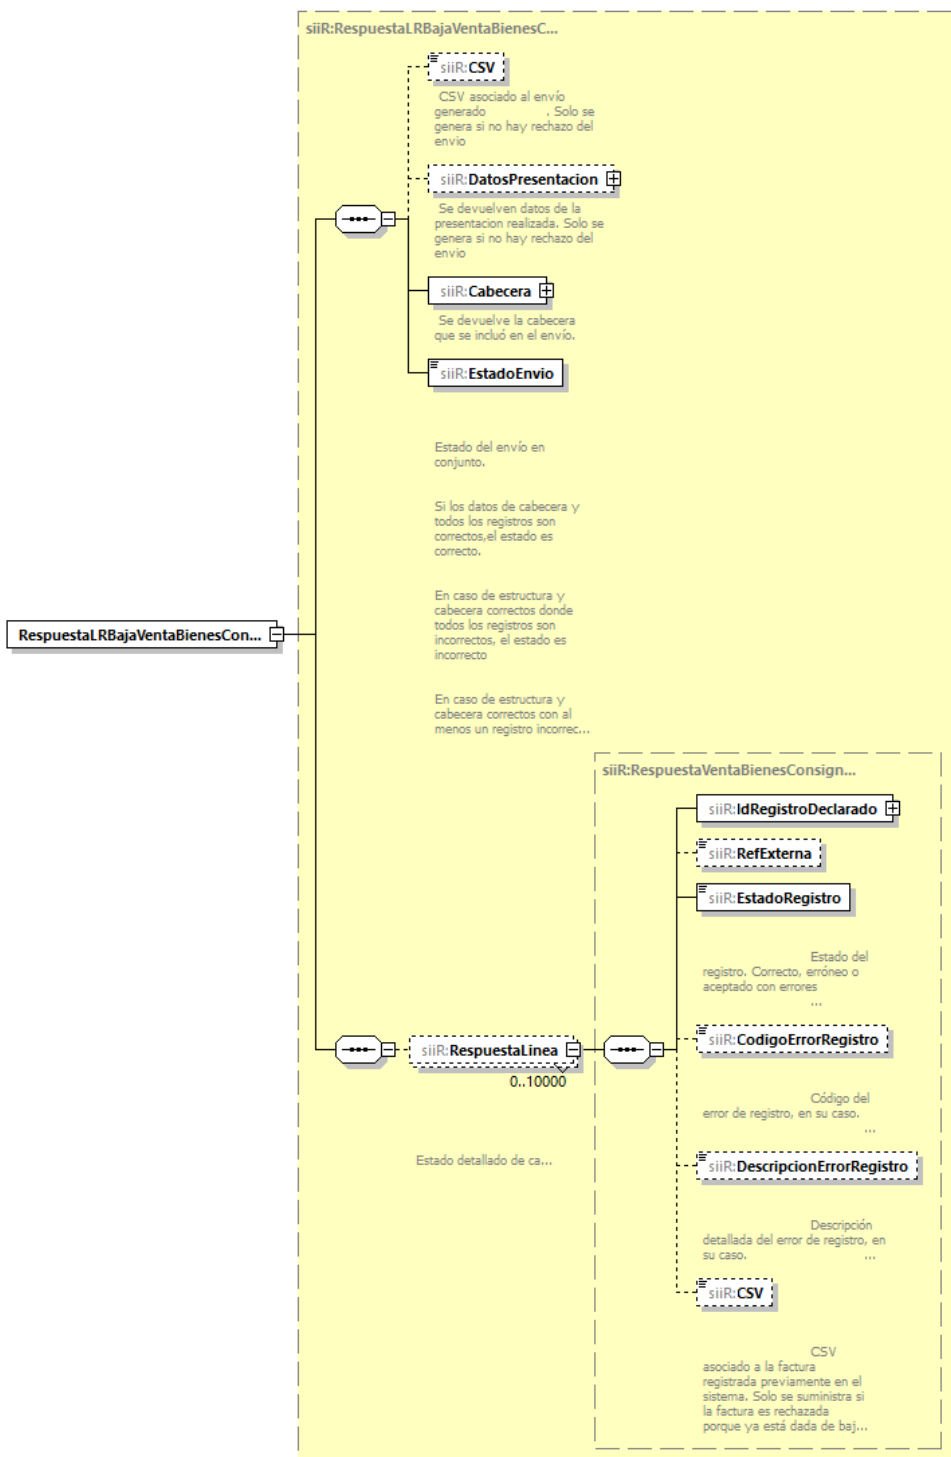 siiR:RespuestaLRBajaVentaBienesC...
siiR:CSV
CSV asociado al envío
generado . Solo se
genera si no hay rechazo del
envio
siiR:DatosPresentacion
Se devuelven datos de la
presentacion realizada. Solo se
genera si no hay rechazo del
envio
siiR:Cabecera
Se devuelve la cabecera
que se incluó en el envío.
siiR:EstadoEnvio
Estado del envío en
conjunto.
Si los datos de cabecera y
todos los registros son
correctos,el estado es
correcto.
En caso de estructura y
cabecera correctos donde
todos los registros son
incorrectos, el estado es
incorrecto
En caso de estructura y
cabecera correctos con al
menos un registro incorrec...
RespuestaLRBajaVentaBienesCon...
siiR:RespuestaVentaBienesConsign...
siiR:IdRegistroDeclarado
siiR:RefExterna
siiR:EstadoRegistro
Estado del
registro. Correcto, erróneo o
aceptado con errores
...
siiR:RespuestaLinea
0..10000
Estado detallado de ca...
siiR:CodigoErrorRegistro
Código del
error de registro, en su caso.
...
siiR:DescripcionErrorRegistro
Descripción
detallada del error de registro, en
su caso. ...
siiR:CSV
CSV
asociado a la factura
registrada previamente en el
sistema. Solo se suministra si
la factura es rechazada
porque ya está dada de baj...